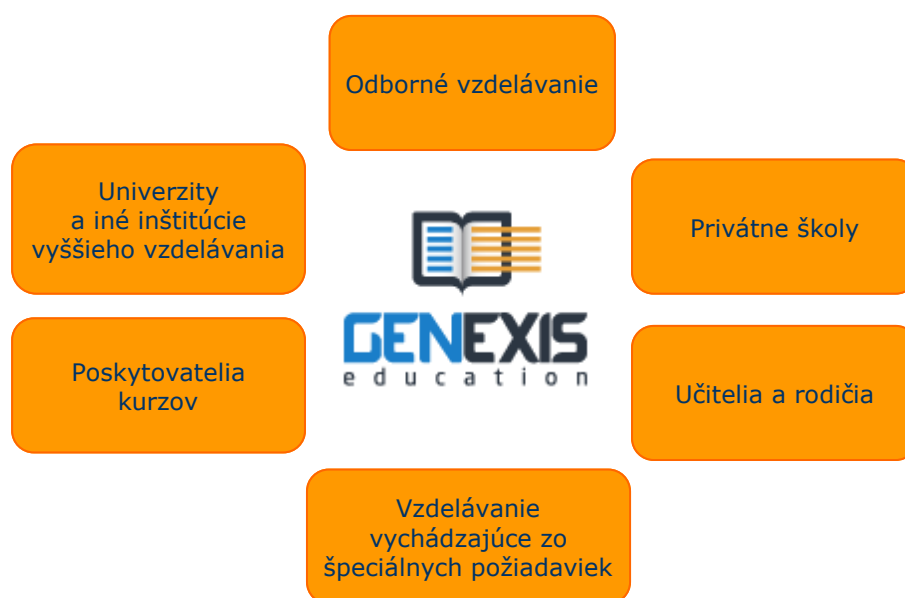 Odborné vzdelávanie
Univerzity
a iné inštitúcie
vyššieho vzdelávania
Privátne školy
GENEXIS
education
Poskytovatelia
kurzov
Učitelia a rodičia
Vzdelávanie
vychádzajúce zo
špeciálnych požiadaviek